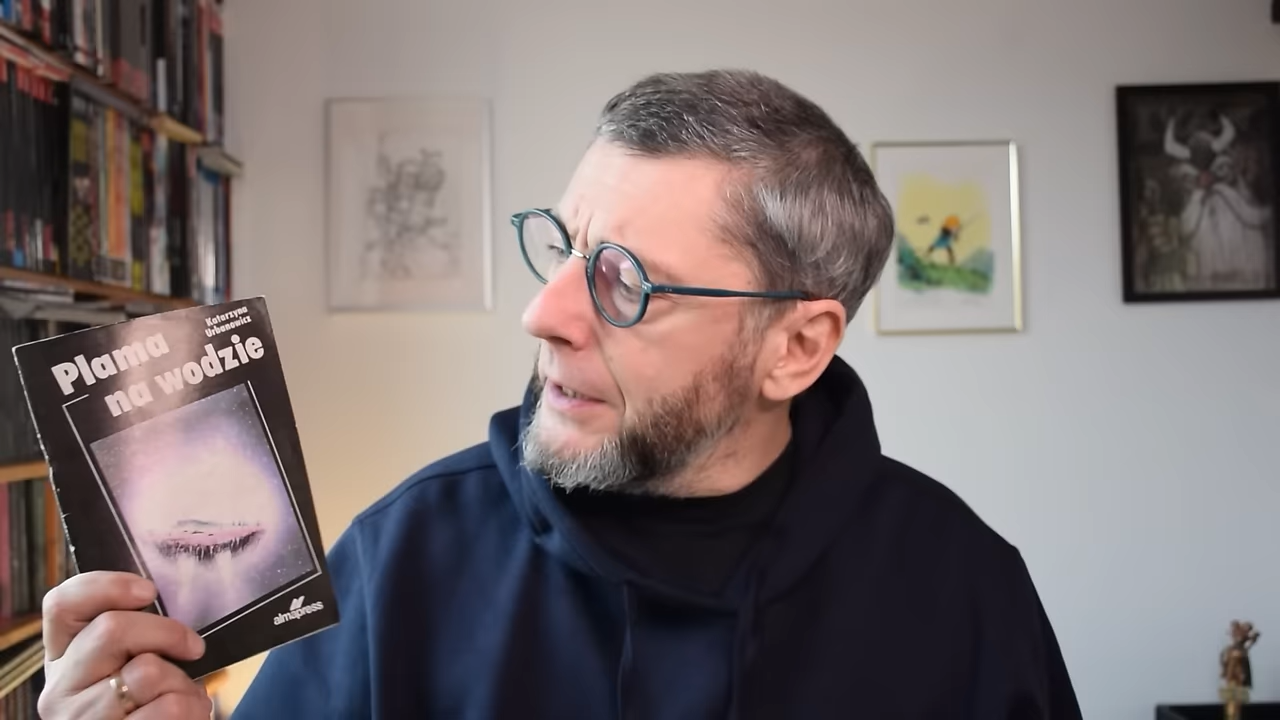 Katarzyna
Urbanowicz
Plama
na wodzie
almapress